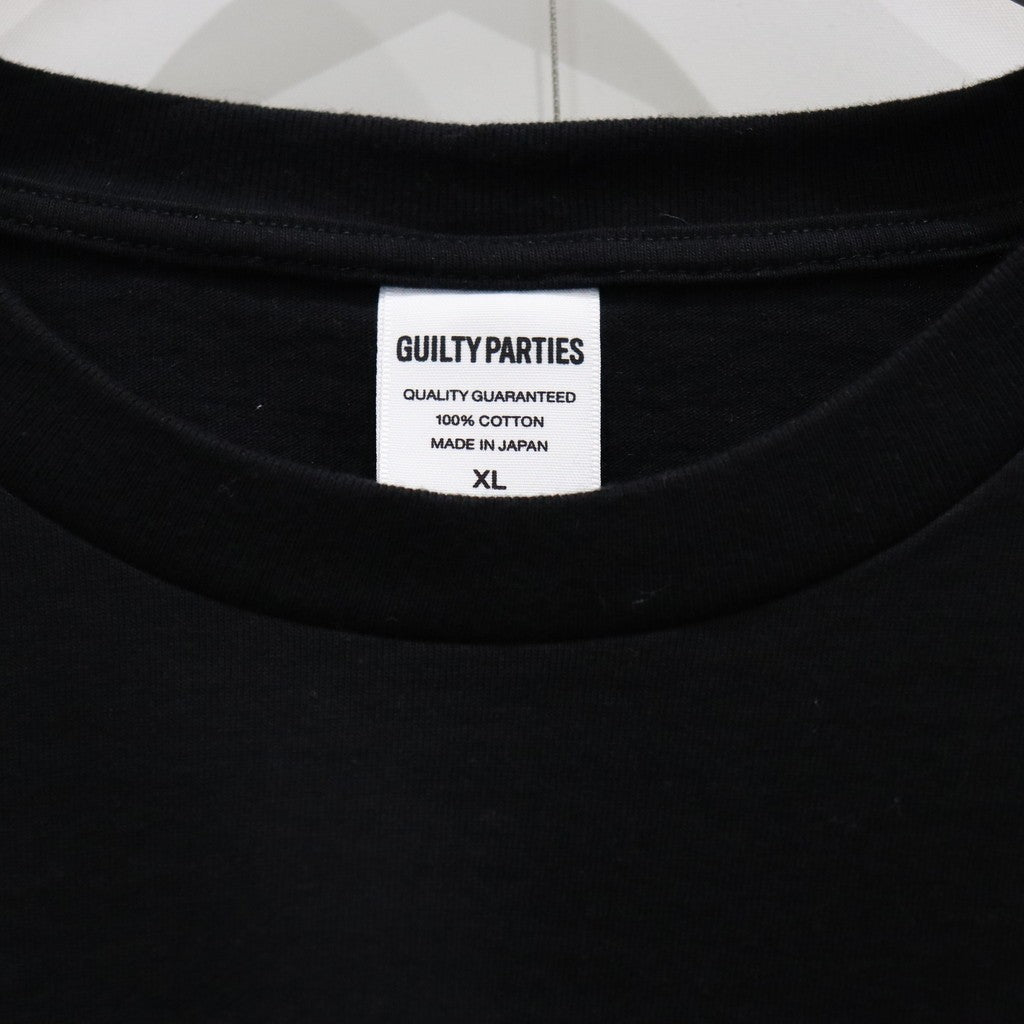 GUILTY PARTIES
QUALITY GUARANTEED
100% COTTON
MADE IN JAPAN
XL